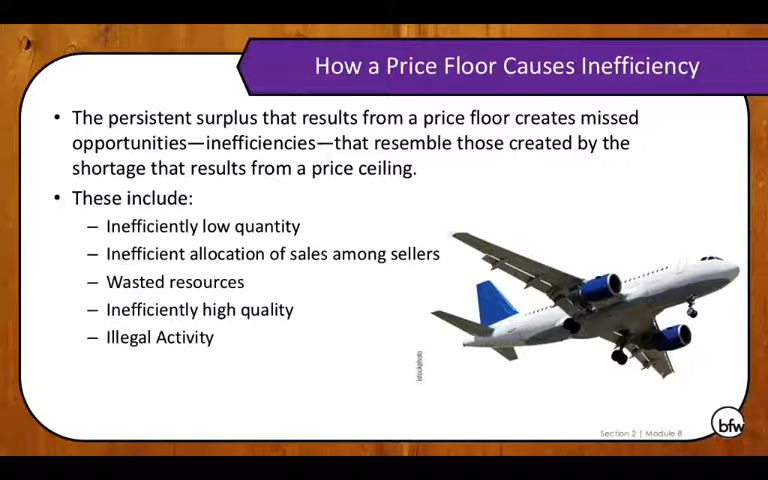 How a Price Floor Causes Inefficiency
• The persistent surplus that results from a price floor creates missed
opportunities—inefficiencies—that resemble those created by the
shortage that results from a price ceiling.
• These include:
– Inefficiently low quantity
– Inefficient allocation of sales among sellers
– Wasted resources
– Inefficiently high quality
– Illegal Activity
istockphoto
Section 2 | Module 8
bfw